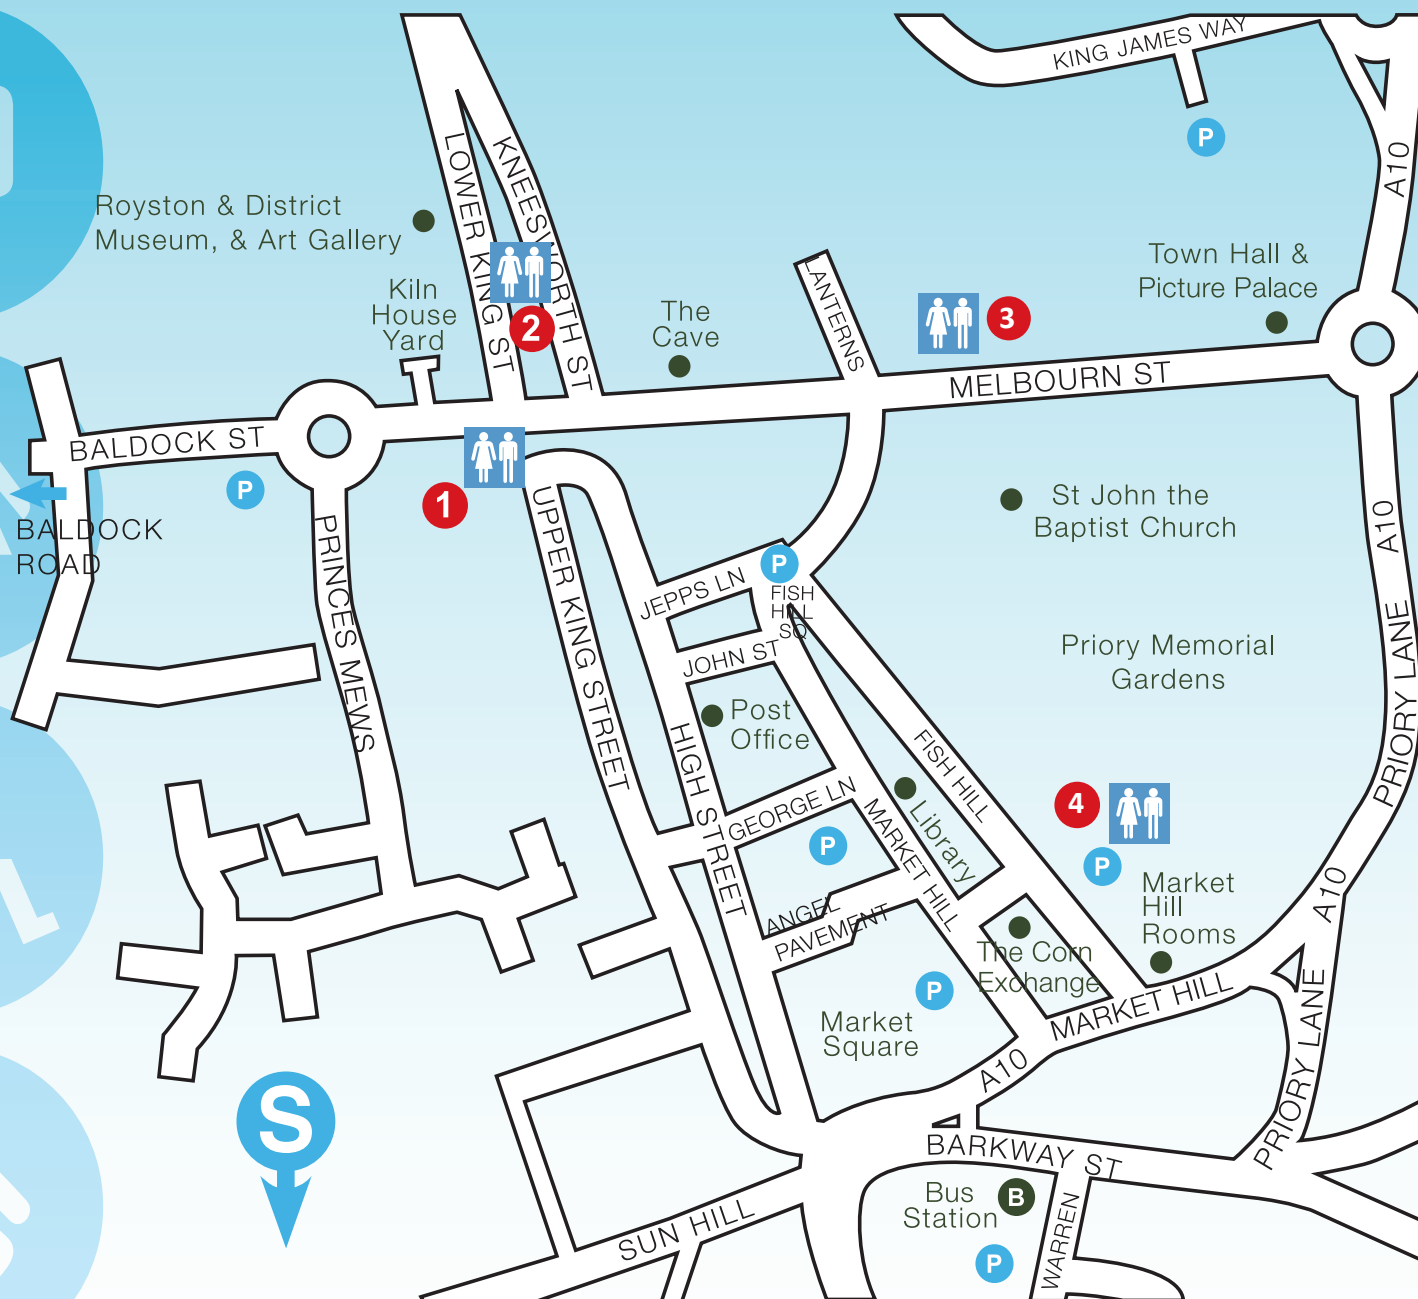 KING JAMES WAY
P
A10
LOWER KING ST
KNEESWORTH ST
Royston & District
Museum, & Art Gallery
Kiln
House
Yard
2
The
Cave
LANTERNS
3
Town Hall &
Picture Palace
MELBOURN ST
BALDOCK ST
P
BALDOCK
ROAD
1
PRINCES MEWS
UPPER KING STREET
JEPPS LN
P
FISH
HILL
SQ
JOHN ST
St John the
Baptist Church
A10
PRIORY LANE
Priory Memorial
Gardens
Post
Office
HIGH STREET
GEORGE LN
P
MARKET HILL
Library
FISH HILL
4
P
Market
Hill
Rooms
A10
ANGEL
PAVEMENT
The Corn
Exchange
P
Market
Square
MARKET HILL
A10
PRIORY LANE
S
BARKWAY ST
Bus
Station
B
P
WARREN
SUN HILL